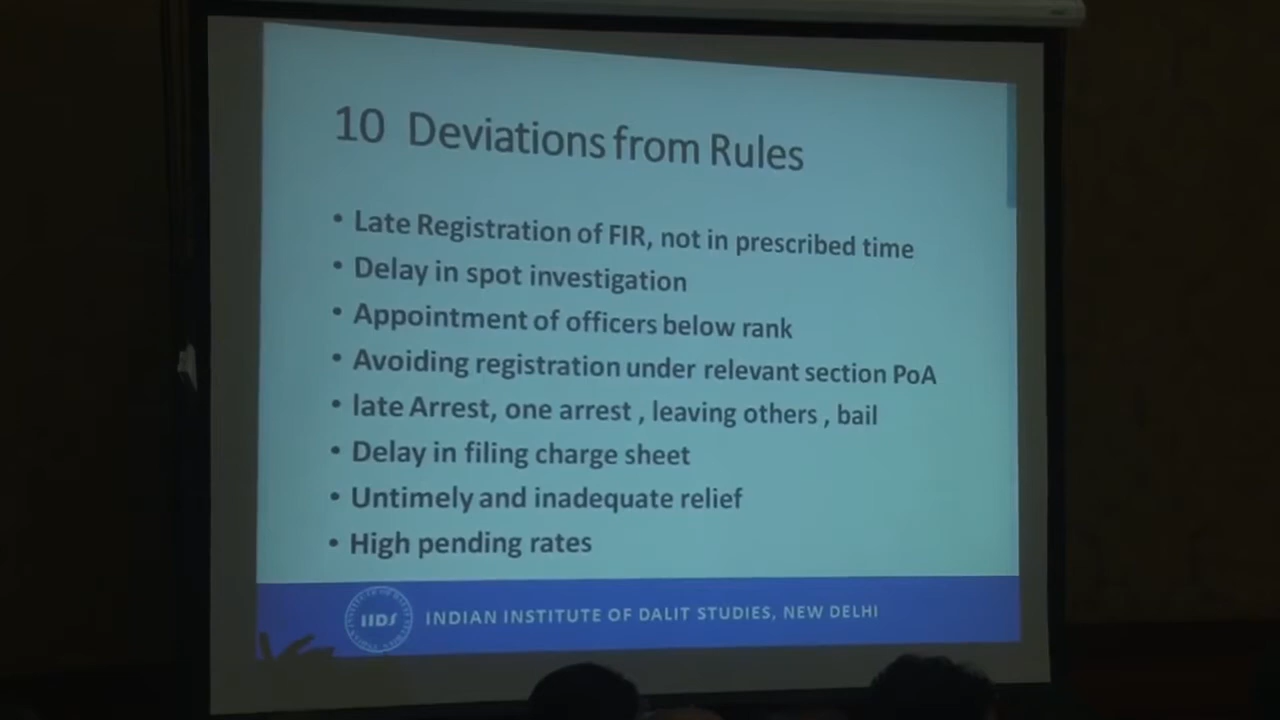 10 Deviations from Rules
• Late Registration of FIR, not in prescribed time
• Delay in spot investigation
• Appointment of officers below rank
• Avoiding registration under relevant section PoA
• late Arrest, one arrest , leaving others , bail
• Delay in filing charge sheet
• Untimely and inadequate relief
• High pending rates
IIDS
INDIAN INSTITUTE OF DALIT STUDIES, NEW DELHI